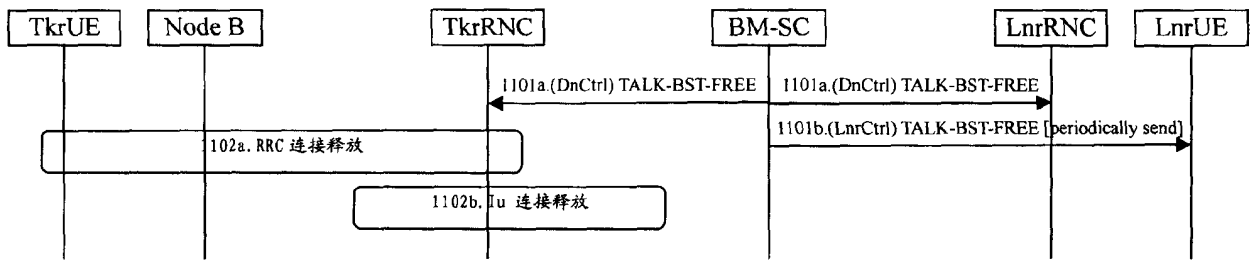 TkrUE
Node B
TkrRNC
BM-SC
LnrRNC
LnrUE
1101a.(DnCtrl) TALK-BST-FREE
1101a.(DnCtrl) TALK-BST-FREE
1101b.(LnrCtrl) TALK-BST-FREE [periodically send]
1102a. RRC 连接释放
1102b. Iu 连接释放